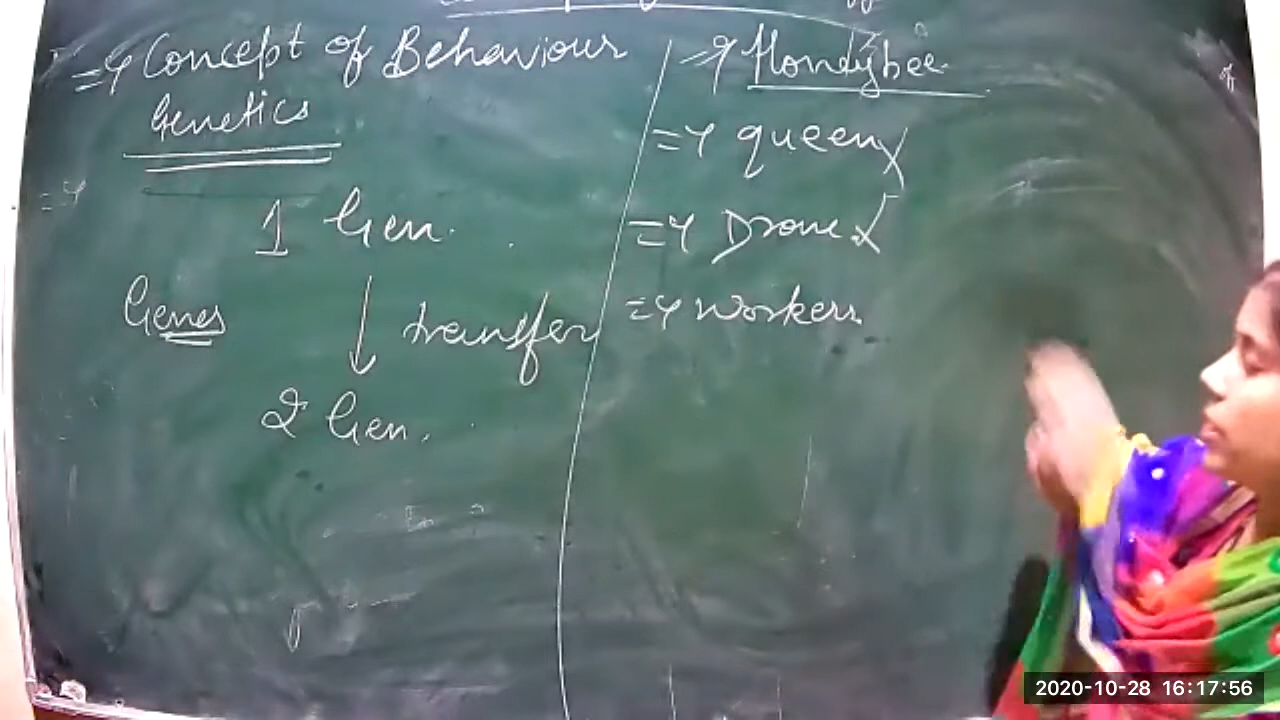 => Concept of Behaviour
Genetics
1 Gen.
Genes
transfer
2 Gen.
=> Honeybee
=> queen
=> Drone
=> workers
2020-10-28 16:17:56